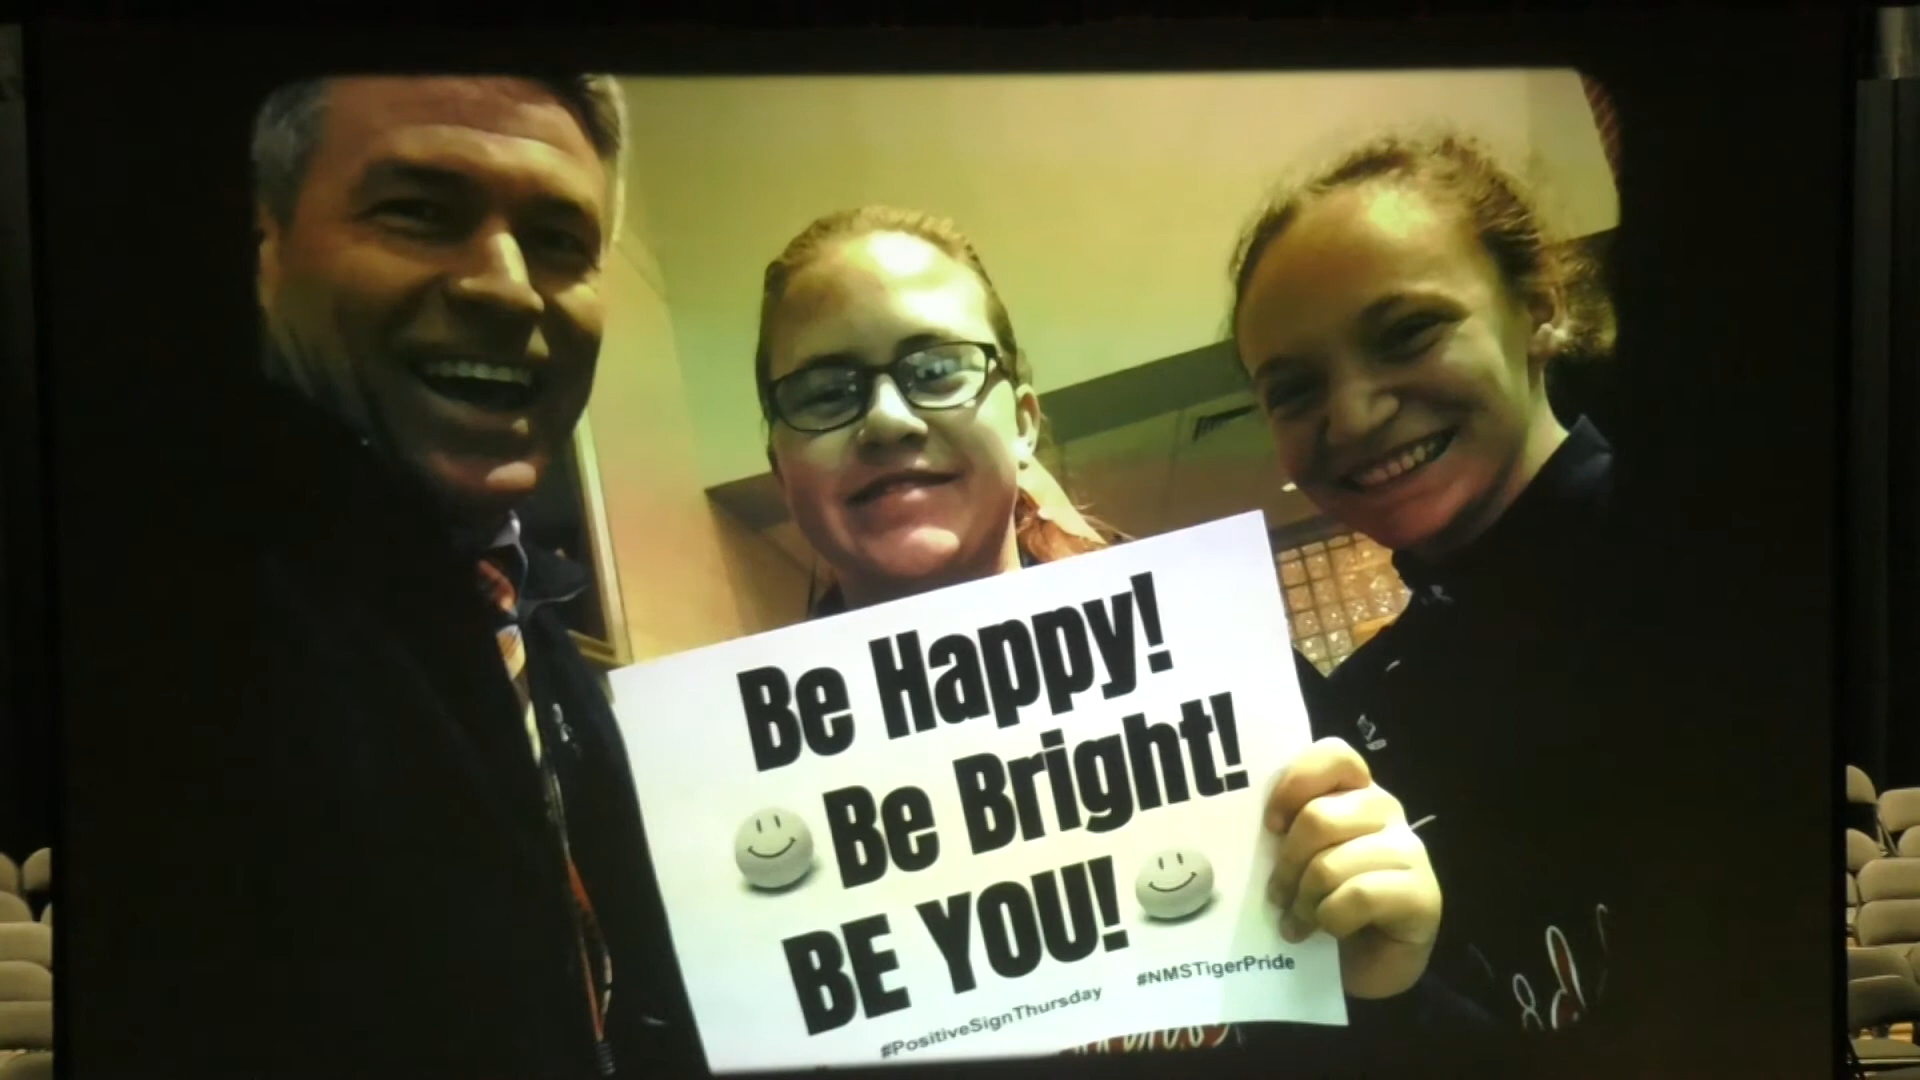 Be Happy!
Be Bright!
BE YOU!
#PositiveSignThursday #NMSTigerPride